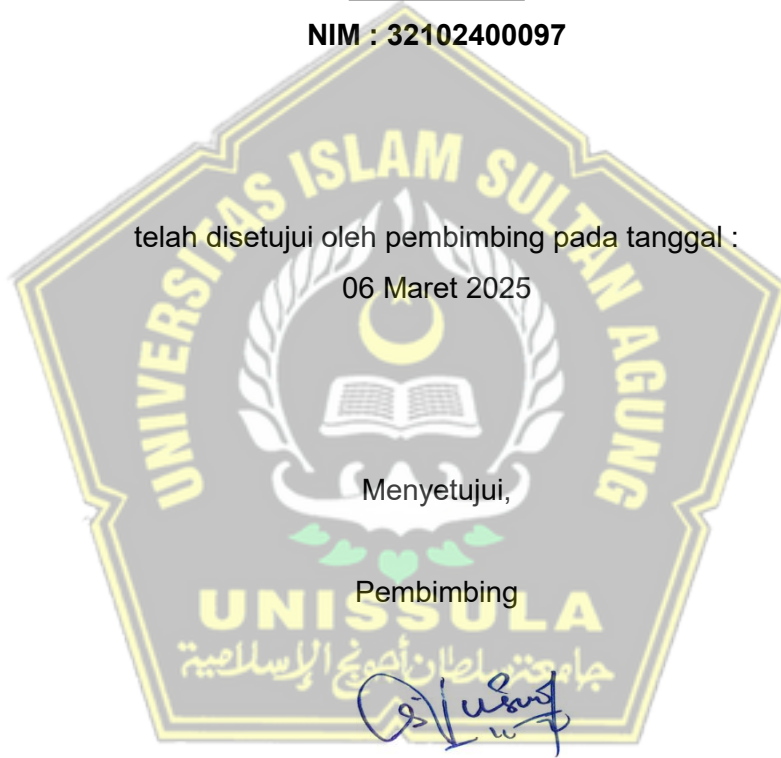 NIM : 32102400097
UNIVERSITAS ISLAM SULTAN AGUNG
telah disetujui oleh pembimbing pada tanggal :
06 Maret 2025
Menyetujui,
Pembimbing
UNISSULA
جامعة سلطان أجونج الإسلامية